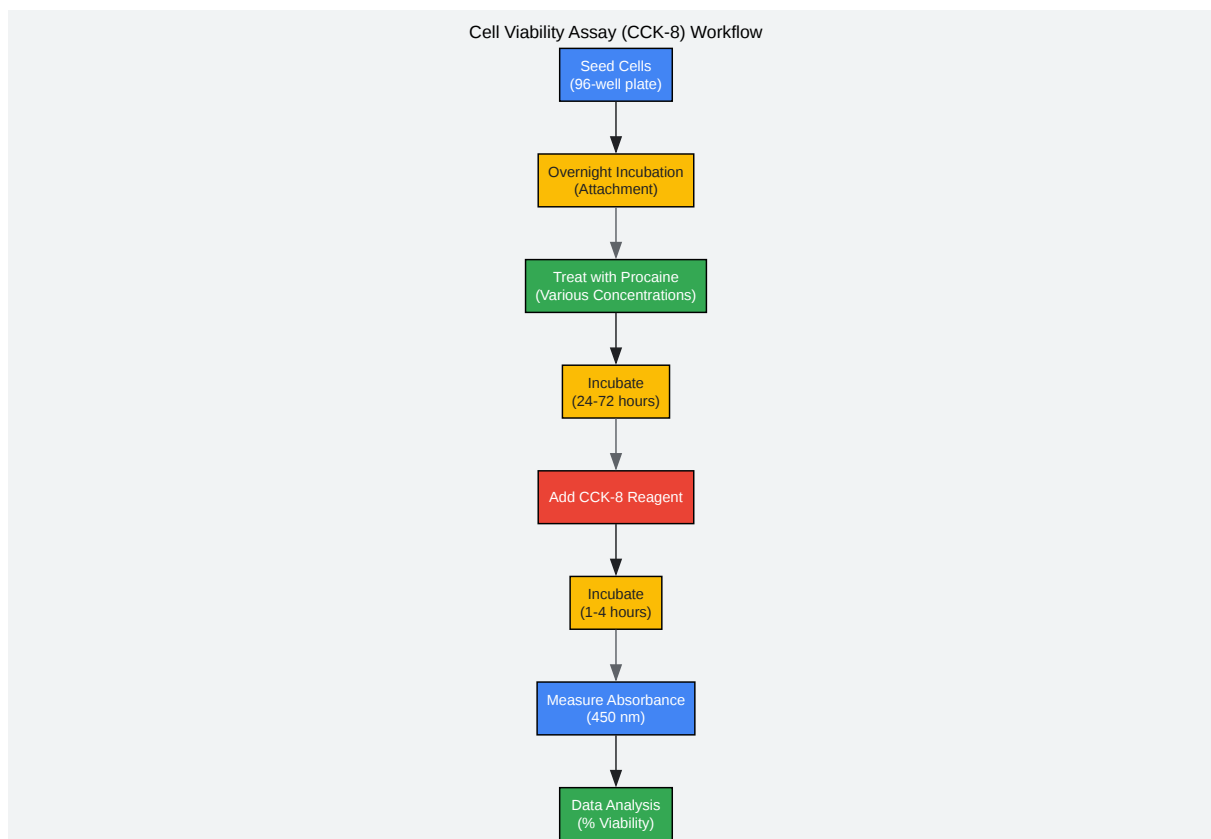 Cell Viability Assay (CCK-8) Workflow
Seed Cells
(96-well plate)
Overnight Incubation
(Attachment)
Treat with Procaine
(Various Concentrations)
Incubate
(24-72 hours)
Add CCK-8 Reagent
Incubate
(1-4 hours)
Measure Absorbance
(450 nm)
Data Analysis
(% Viability)